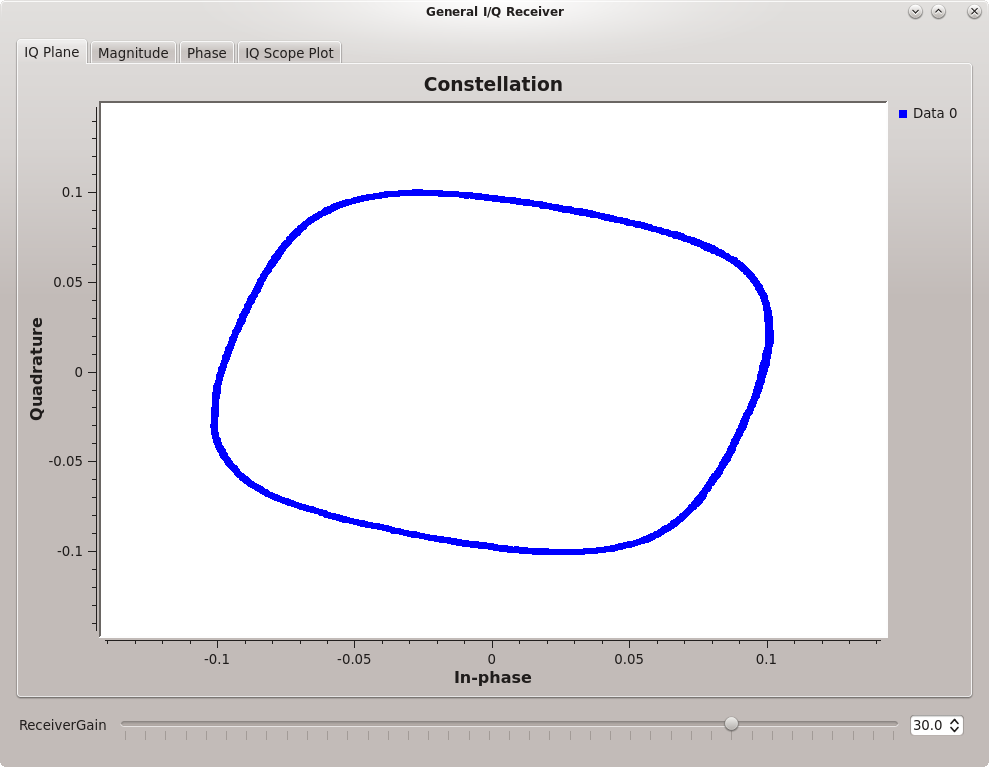 General I/Q Receiver
IQ Plane Magnitude Phase IQ Scope Plot
Constellation
Data 0
Quadrature
0.1
0.05
0
-0.05
-0.1
-0.1 -0.05 0 0.05 0.1
In-phase
ReceiverGain 30.0